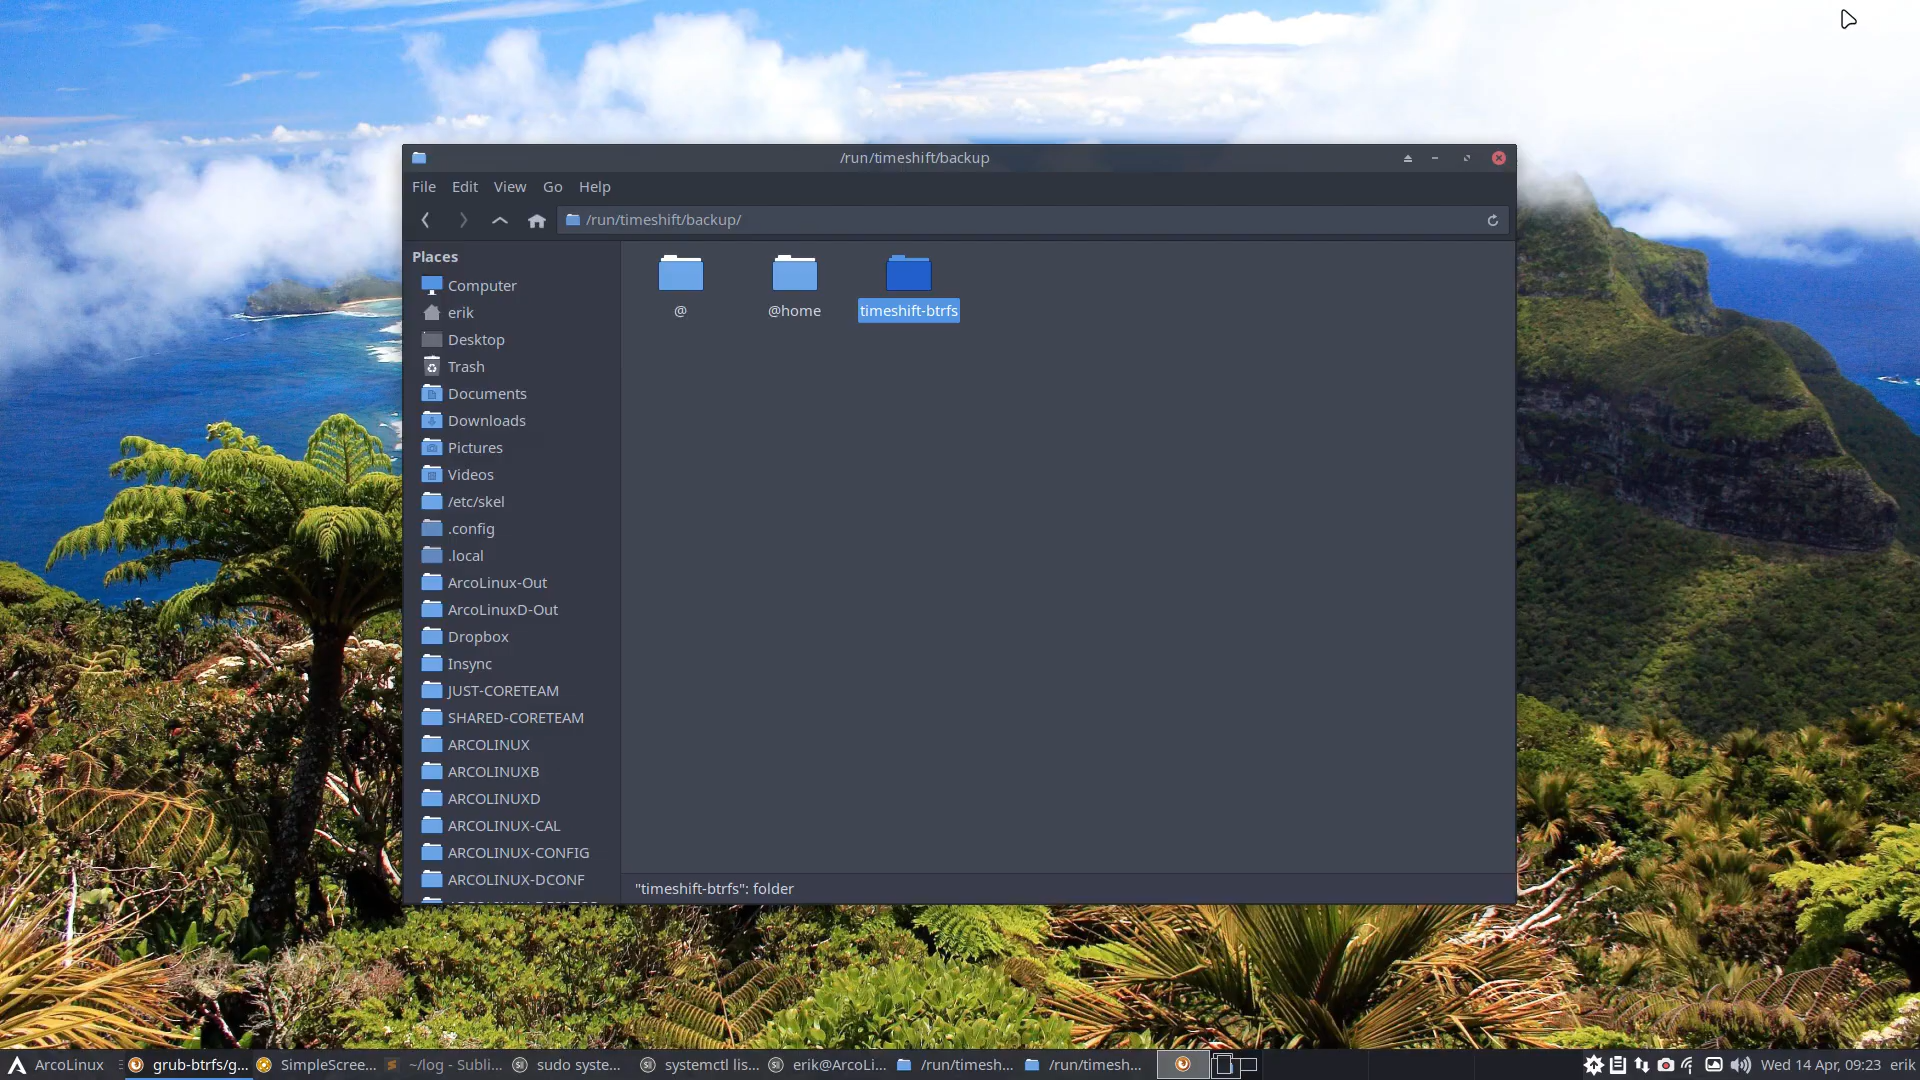 /run/timeshift/backup
File Edit View Go Help
/run/timeshift/backup/
Places
Computer
erik
Desktop
Trash
Documents
Downloads
Pictures
Videos
/etc/skel
.config
.local
ArcoLinux-Out
ArcoLinuxD-Out
Dropbox
Insync
JUST-CORETEAM
SHARED-CORETEAM
ARCOLINUX
ARCOLINUXB
ARCOLINUXD
ARCOLINUX-CAL
ARCOLINUX-CONFIG
ARCOLINUX-DCONF
@ @home timeshift-btrfs
"timeshift-btrfs": folder
ArcoLinux grub-btrfs/g... SimpleScree... ~/log - Subli... sudo syste... systemctl lis... erik@ArcoLi... /run/timesh... /run/timesh... Wed 14 Apr, 09:23 erik